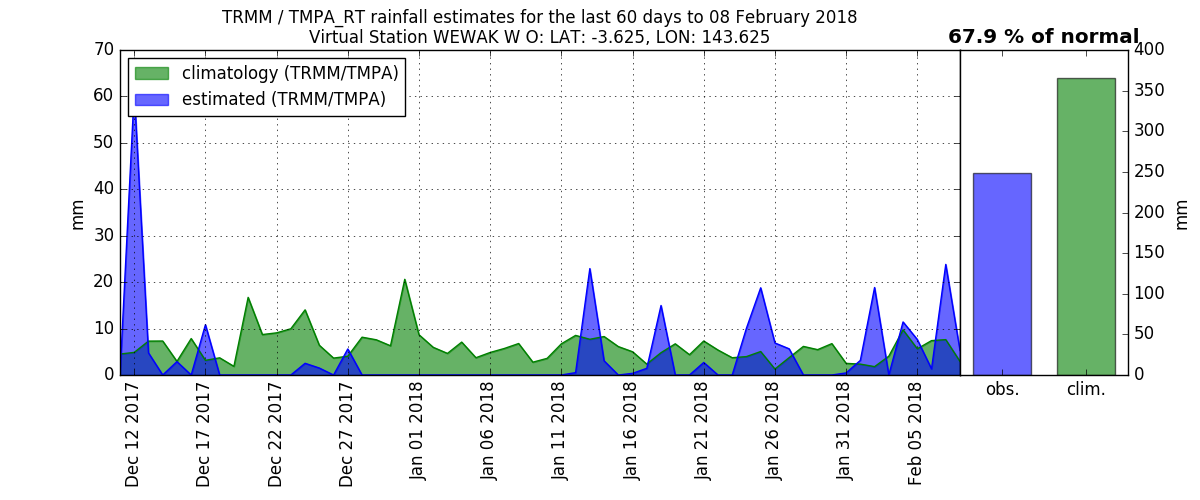 TRMM / TMPA_RT rainfall estimates for the last 60 days to 08 February 2018
Virtual Station WEWAK W O: LAT: -3.625, LON: 143.625
67.9 % of normal
climatology (TRMM/TMPA)
estimated (TRMM/TMPA)
mm
70
60
50
40
30
20
10
0
Dec 12 2017
Dec 17 2017
Dec 22 2017
Dec 27 2017
Jan 01 2018
Jan 06 2018
Jan 11 2018
Jan 16 2018
Jan 21 2018
Jan 26 2018
Jan 31 2018
Feb 05 2018
400
350
300
250
200
150
100
50
0
mm
obs.
clim.